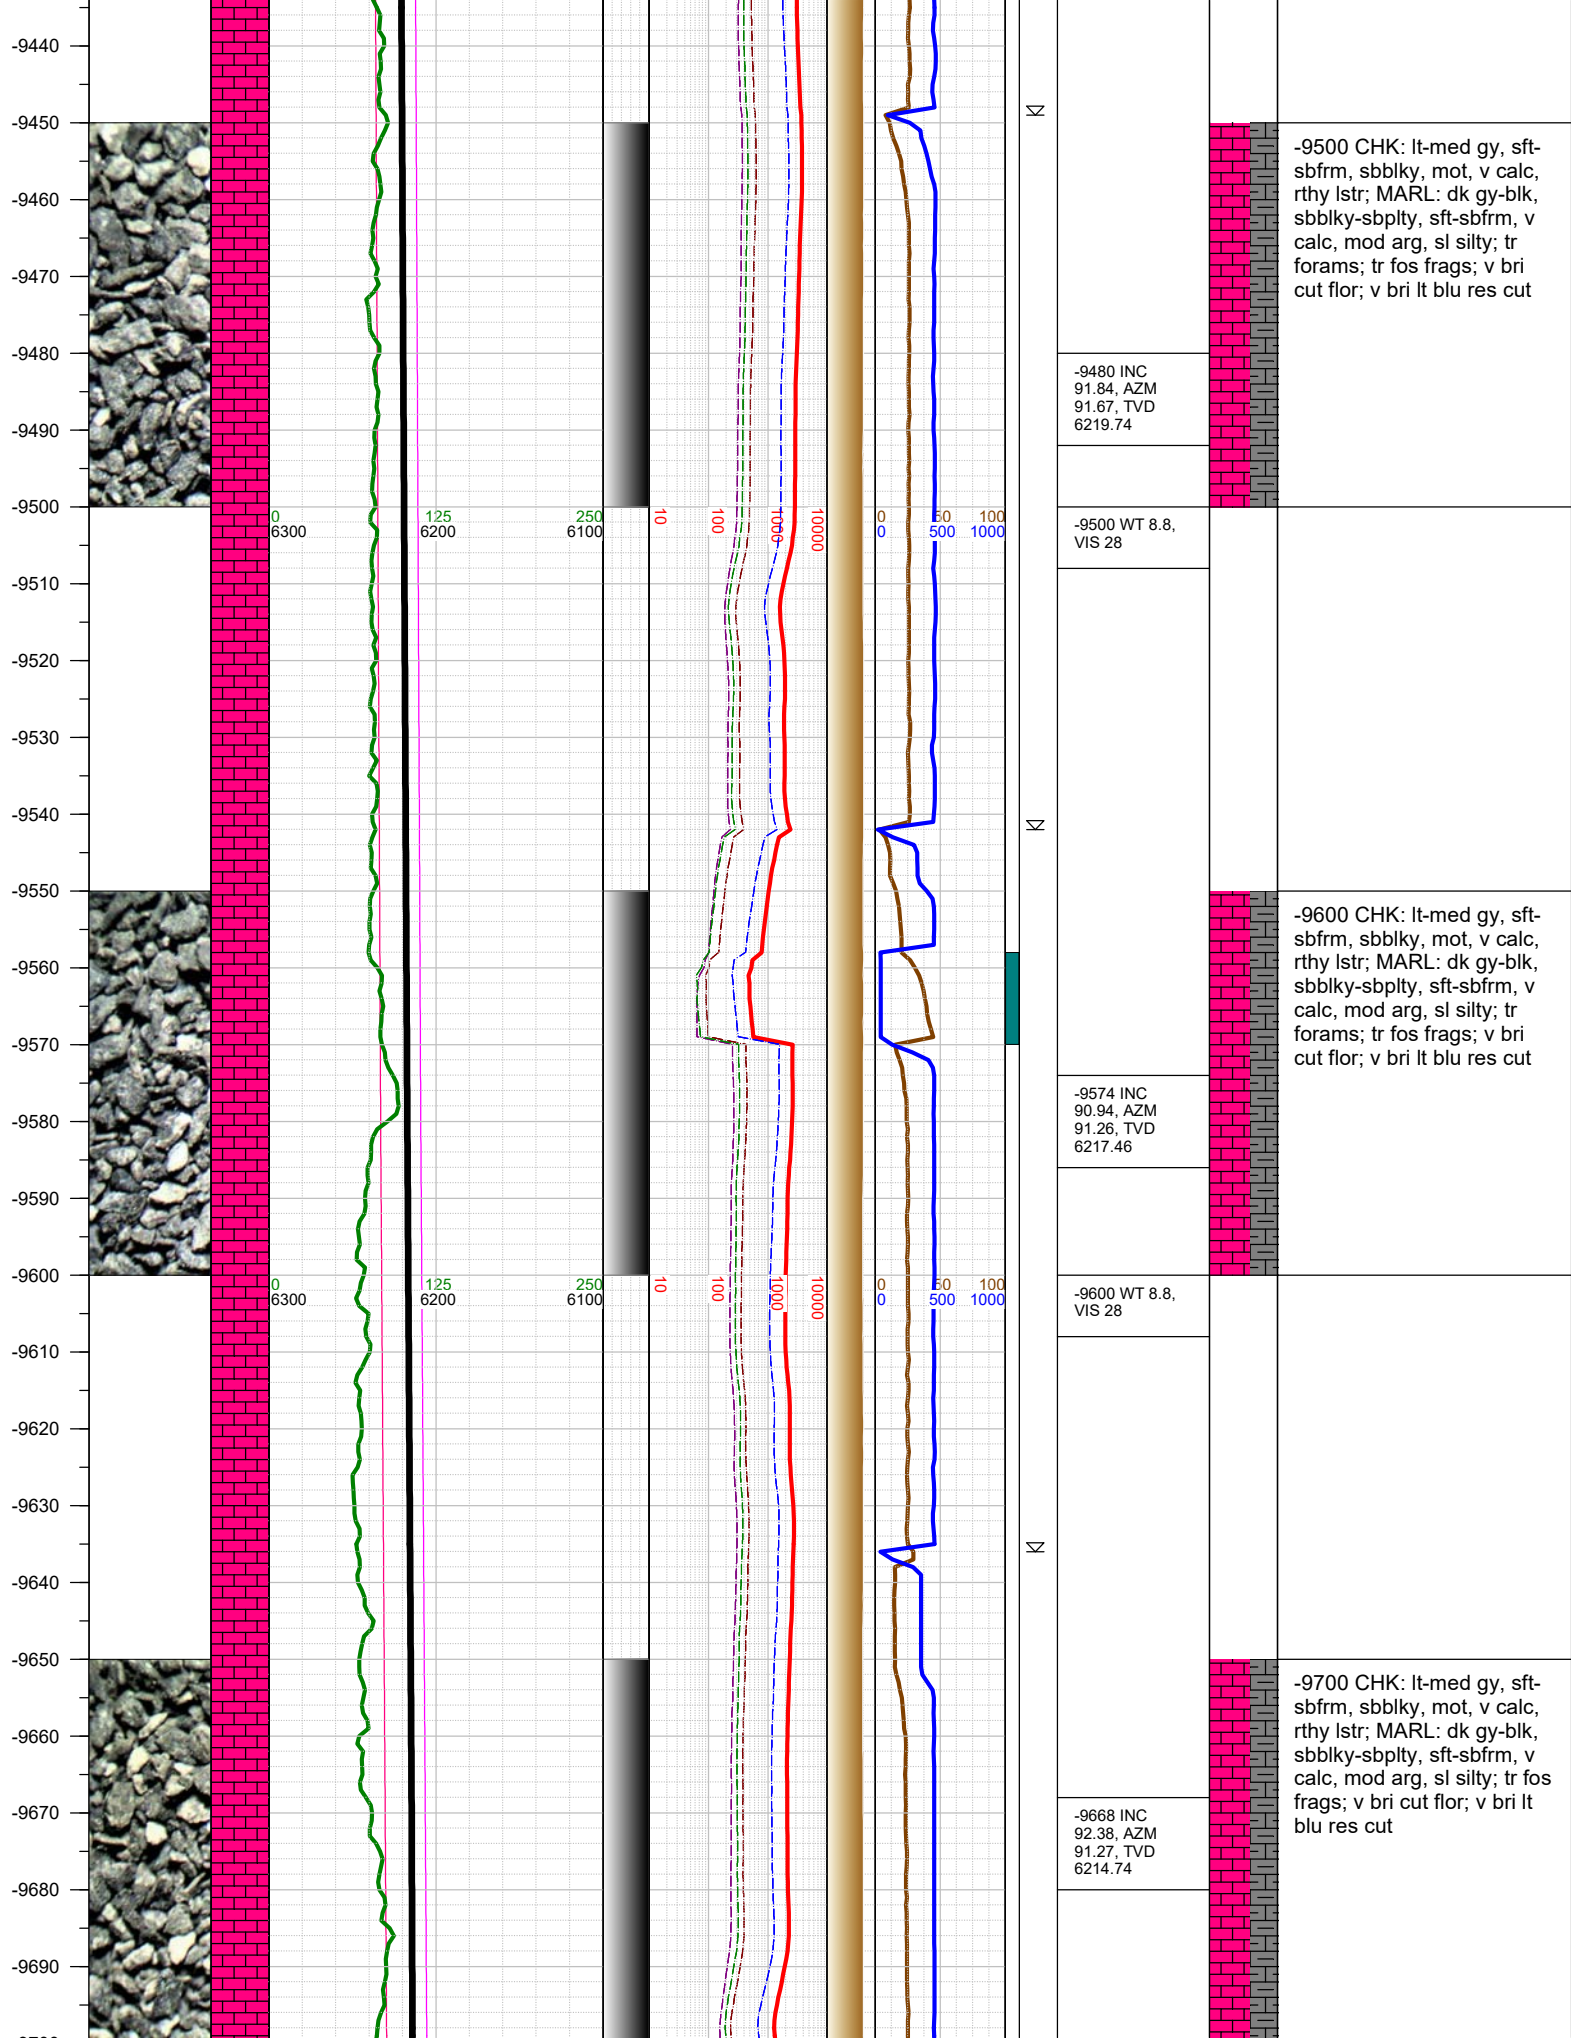 -9440
-9450
-9500 CHK: lt-med gy, sft-
sbfrm, sbblky, mot, v calc,
rthy lstr; MARL: dk gy-blk,
sbblky-sbplty, sft-sbfrm, v
calc, mod arg, sl silty; tr
forams; tr fos frags; v bri
cut flor; v bri lt blu res cut
-9460
-9470
-9480
-9480 INC
91.84, AZM
91.67, TVD
6219.74
-9490
-9500
0 125 250
6300 6200 6100
10 100 1000 10000
0 50 100
0 500 1000
-9500 WT 8.8,
VIS 28
-9510
-9520
-9530
-9540
-9550
-9600 CHK: lt-med gy, sft-
sbfrm, sbblky, mot, v calc,
rthy lstr; MARL: dk gy-blk,
sbblky-sbplty, sft-sbfrm, v
calc, mod arg, sl silty; tr
forams; tr fos frags; v bri
cut flor; v bri lt blu res cut
-9560
-9570
-9574 INC
90.94, AZM
91.26, TVD
6217.46
-9580
-9590
-9600
0 125 250
6300 6200 6100
10 100 1000 10000
0 50 100
0 500 1000
-9600 WT 8.8,
VIS 28
-9610
-9620
-9630
-9640
-9650
-9700 CHK: lt-med gy, sft-
sbfrm, sbblky, mot, v calc,
rthy lstr; MARL: dk gy-blk,
sbblky-sbplty, sft-sbfrm, v
calc, mod arg, sl silty; tr fos
frags; v bri cut flor; v bri lt
blu res cut
-9660
-9670
-9668 INC
92.38, AZM
91.27, TVD
6214.74
-9680
-9690